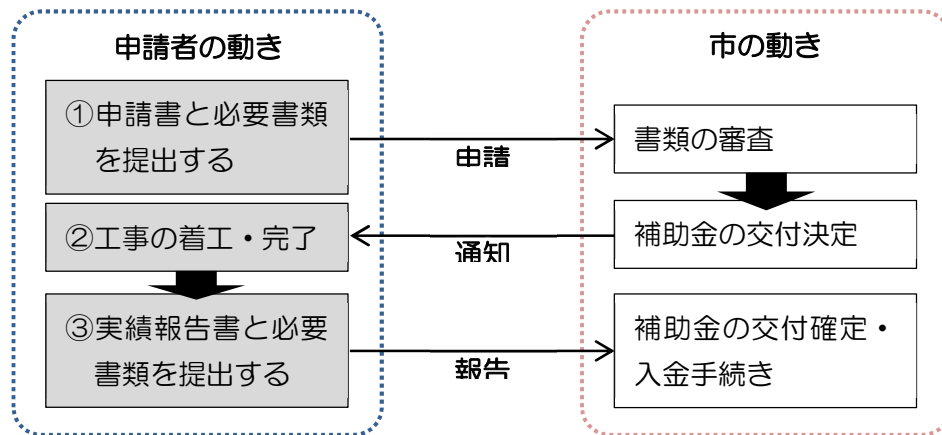 申請者の動き
市の動き
①申請書と必要書類
を提出する
申請
書類の審査
②工事の着工・完了
通知
補助金の交付決定
③実績報告書と必要
書類を提出する
報告
補助金の交付確定・
入金手続き